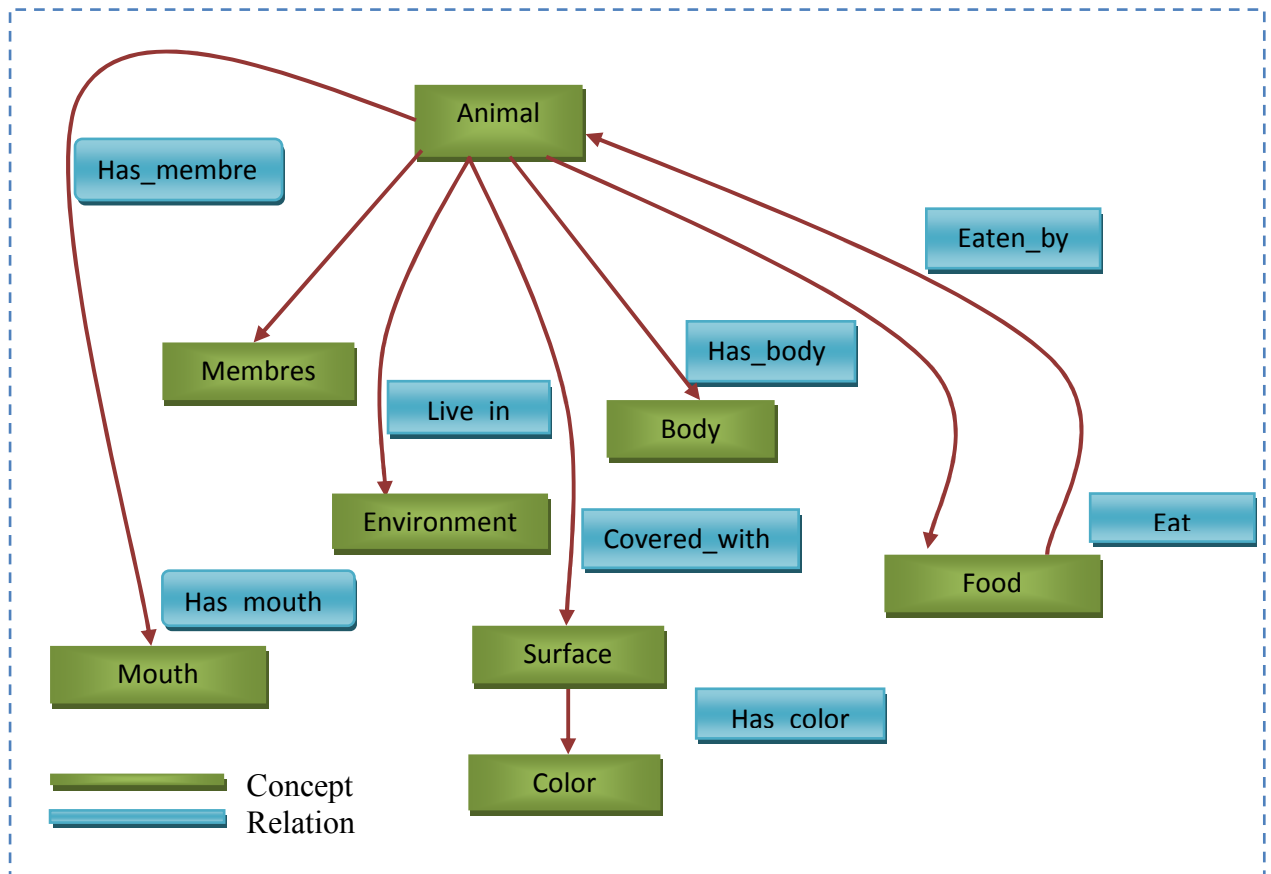 Animal
Has_membre
Eaten_by
Membres
Has_body
Live in
Body
Environment
Covered_with
Eat
Food
Has mouth
Surface
Mouth
Has color
Color
Concept
Relation